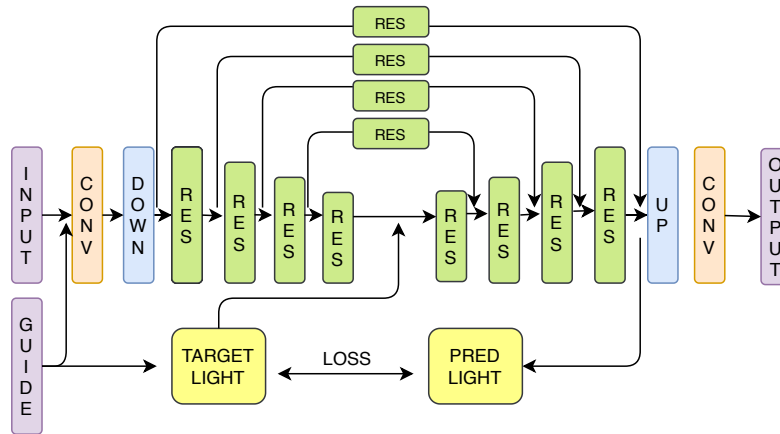 RES
RES
RES
RES
INPUT
CONV
DOWN
RES
RES
RES
RES
RES
RES
RES
RES
UP
CONV
OUTPUT
GUIDE
TARGET
LIGHT
LOSS
PRED
LIGHT